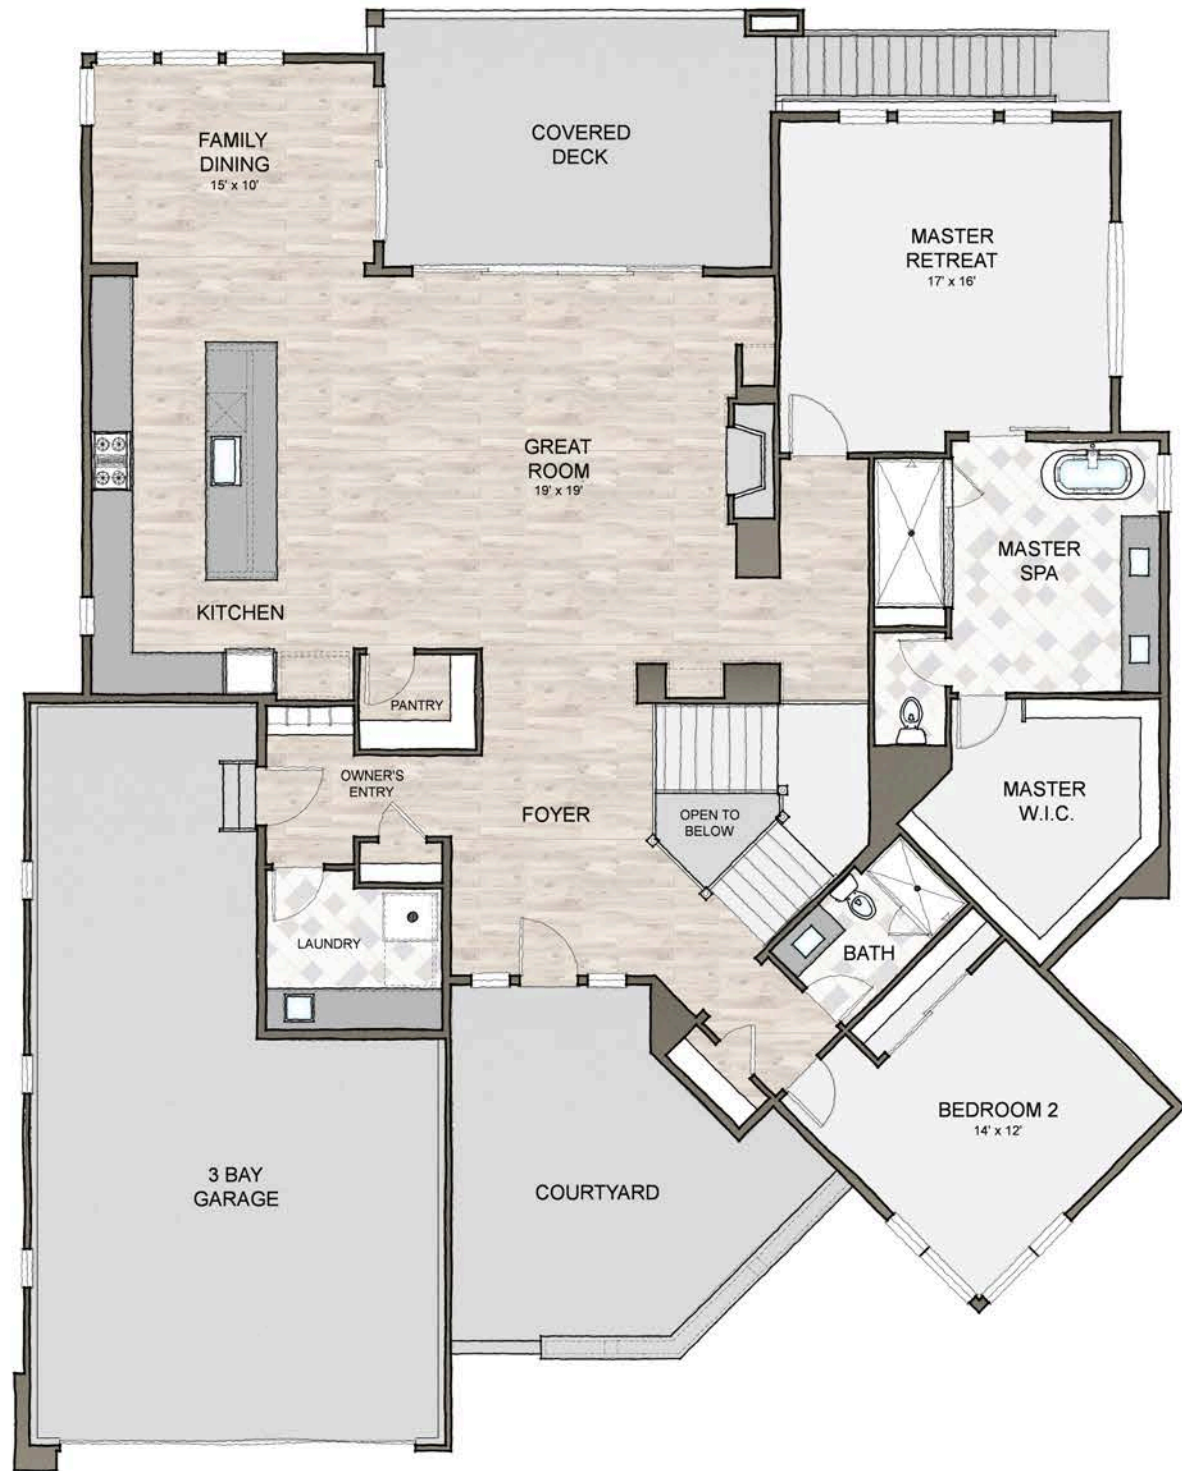 FAMILY
DINING
15' x 10'
COVERED
DECK
MASTER
RETREAT
17' x 16'
GREAT
ROOM
19' x 19'
KITCHEN
MASTER
SPA
PANTRY
OWNER'S
ENTRY
FOYER
OPEN TO
BELOW
MASTER
W.I.C.
LAUNDRY
BATH
BEDROOM 2
14' x 12'
3 BAY
GARAGE
COURTYARD